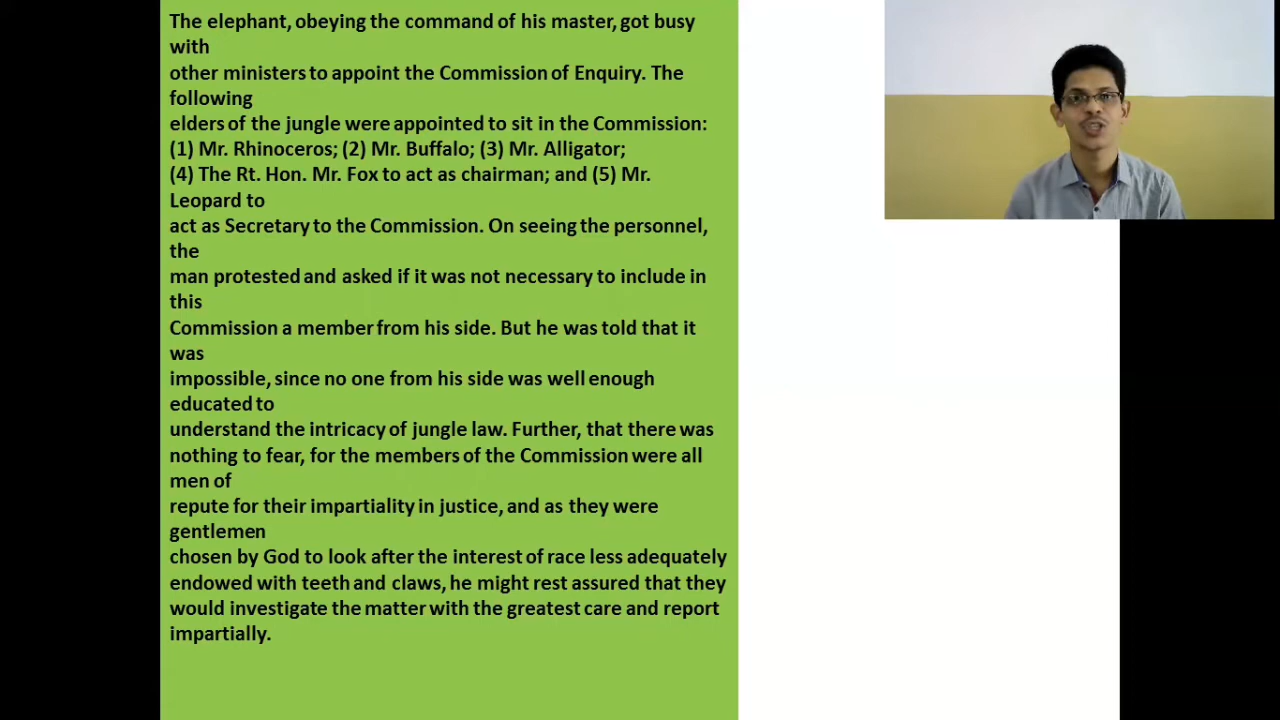 The elephant, obeying the command of his master, got busy
with
other ministers to appoint the Commission of Enquiry. The
following
elders of the jungle were appointed to sit in the Commission:
(1) Mr. Rhinoceros; (2) Mr. Buffalo; (3) Mr. Alligator;
(4) The Rt. Hon. Mr. Fox to act as chairman; and (5) Mr.
Leopard to
act as Secretary to the Commission. On seeing the personnel,
the
man protested and asked if it was not necessary to include in
this
Commission a member from his side. But he was told that it
was
impossible, since no one from his side was well enough
educated to
understand the intricacy of jungle law. Further, that there was
nothing to fear, for the members of the Commission were all
men of
repute for their impartiality in justice, and as they were
gentlemen
chosen by God to look after the interest of race less adequately
endowed with teeth and claws, he might rest assured that they
would investigate the matter with the greatest care and report
impartially.